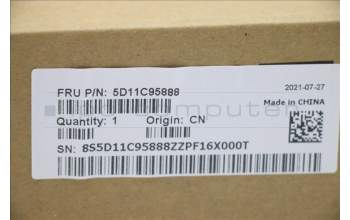 FRU P/N: 5D11C95888
2021-07-27
Made in CHINA
Quantity: 1 Origin: CN
SN: 8S5D11C95888ZZPF16X000T